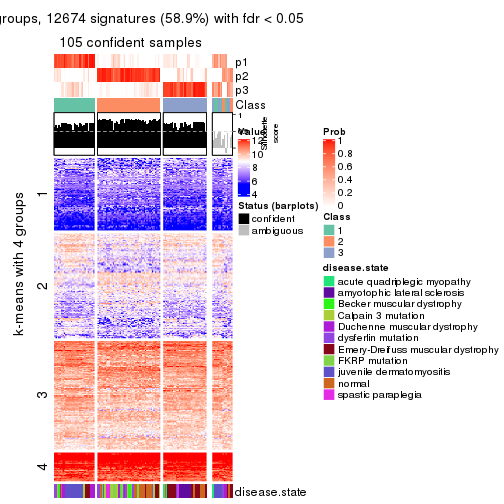 groups, 12674 signatures (58.9%) with fdr < 0.05
105 confident samples
p1
p2
p3
Class
1
Silhouette
score
Value
12
10
8
6
4
Status (barplots)
confident
ambiguous
Prob
1
0.8
0.6
0.4
0.2
0
Class
1
2
3
disease.state
acute quadriplegic myopathy
amyotophic lateral sclerosis
Becker muscular dystrophy
Calpain 3 mutation
Duchenne muscular dystrophy
dysferlin mutation
Emery-Dreifuss muscular dystrophy
FKRP mutation
juvenile dermatomyositis
normal
spastic paraplegia
k-means with 4 groups
1
2
3
4
disease.state